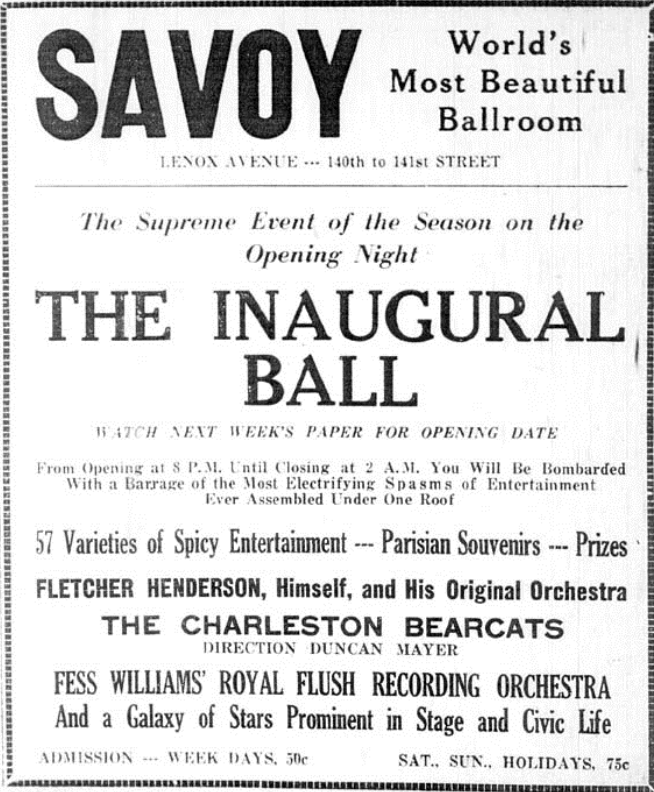 SAVOY
World's
Most Beautiful
Ballroom
LENOX AVENUE --- 140th to 141st STREET
The Supreme Event of the Season on the
Opening Night
THE INAUGURAL
BALL
WATCH NEXT WEEK'S PAPER FOR OPENING DATE
From Opening at 8 P.M. Until Closing at 2 A.M. You Will Be Bombarded
With a Barrage of the Most Electrifying Spasms of Entertainment
Ever Assembled Under One Roof
57 Varieties of Spicy Entertainment --- Parisian Souvenirs --- Prizes
FLETCHER HENDERSON, Himself, and His Original Orchestra
THE CHARLESTON BEARCATS
DIRECTION DUNCAN MAYER
FESS WILLIAMS' ROYAL FLUSH RECORDING ORCHESTRA
And a Galaxy of Stars Prominent in Stage and Civic Life
ADMISSION --- WEEK DAYS, 50c SAT., SUN., HOLIDAYS, 75c